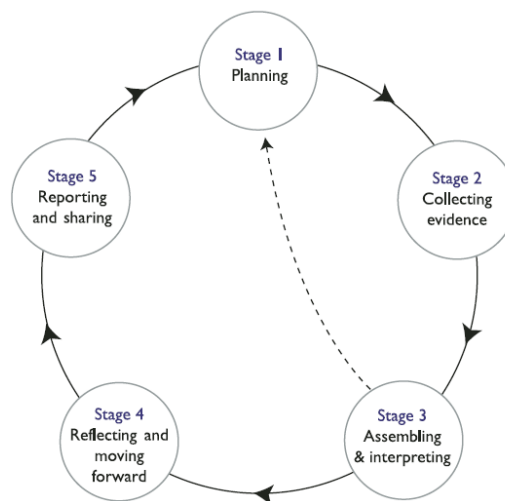 Stage 1
Planning
Stage 2
Collecting
evidence
Stage 3
Assembling
& interpreting
Stage 4
Reflecting and
moving
forward
Stage 5
Reporting
and sharing